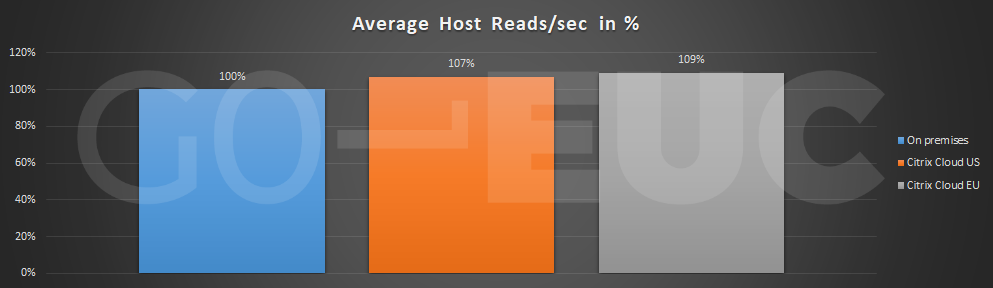 Average Host Reads/sec in %
120%
100%
80%
60%
40%
20%
0%
100%
107%
109%
GO-EUC
On premises
Citrix Cloud US
Citrix Cloud EU